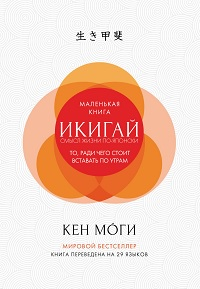 生き甲斐
МАЛЕНЬКАЯ
КНИГА
ИКИГАЙ
СМЫСЛ ЖИЗНИ ПО-ЯПОНСКИ
ТО, РАДИ ЧЕГО СТОИТ
ВСТАВАТЬ ПО УТРАМ
КЕН МÓГИ
МИРОВОЙ БЕСТСЕЛЛЕР
КНИГА ПЕРЕВЕДЕНА НА 29 ЯЗЫКОВ